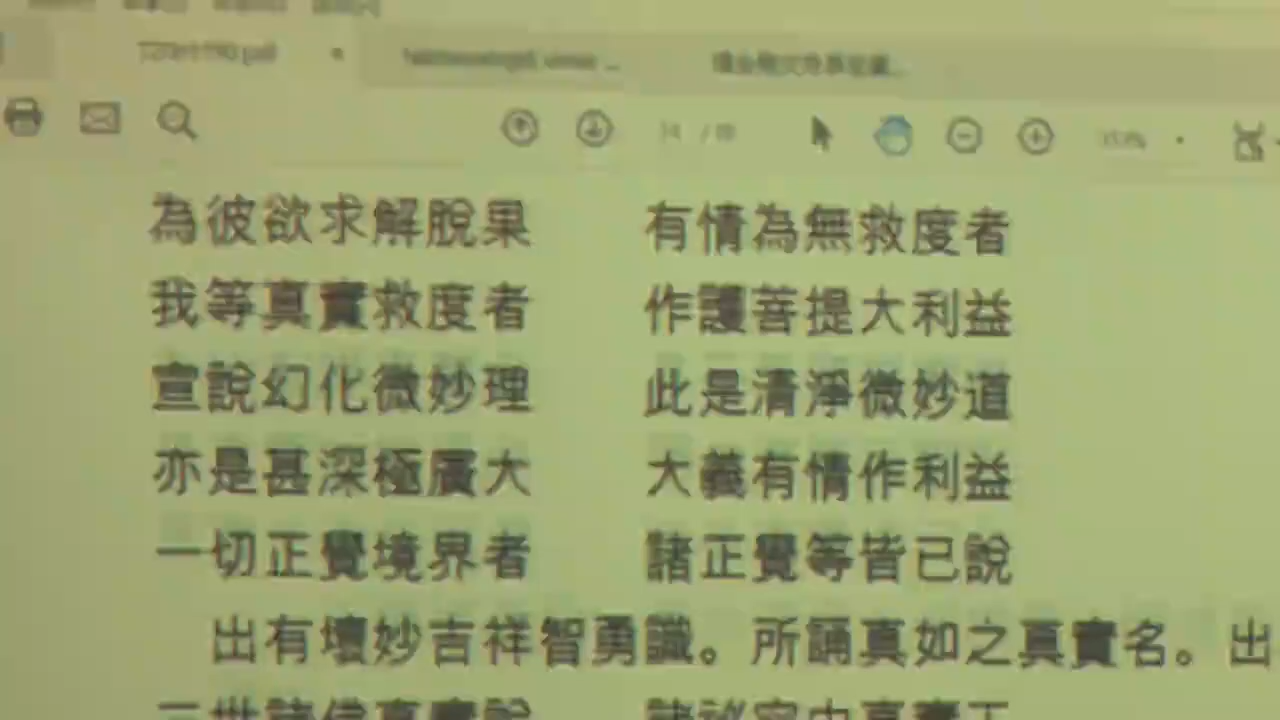 為彼欲求解脫果 有情為無救度者
我等真實救度者 作護菩提大利益
宣說幻化微妙理 此是清淨微妙道
亦是甚深極廣大 大義有情作利益
一切正覺境界者 諸正覺等皆已說
出有壞妙吉祥智勇識。所誦真如之真實名。出